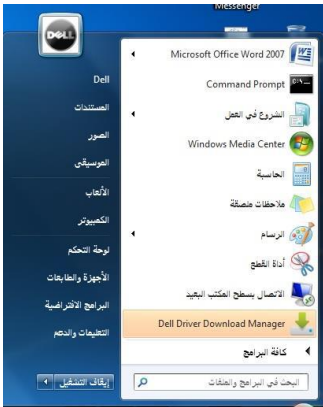 Messenger
DELL
Microsoft Office Word 2007
Command Prompt
الشروع في العمل
Windows Media Center
الحاسبة
ملاحظات ملصقة
الرسام
أداة القطع
الاتصال بسطح المكتب البعيد
Dell Driver Download Manager
كافة البرامج
البحث في البرامج والملفات
Dell
المستندات
الصور
الموسيقى
الألعاب
الكمبيوتر
لوحة التحكم
الأجهزة والطابعات
البرامج الافتراضية
التعليمات والدعم
إيقاف التشغيل